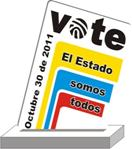 vote
Octubre 30 de 2011
El Estado
somos
todos